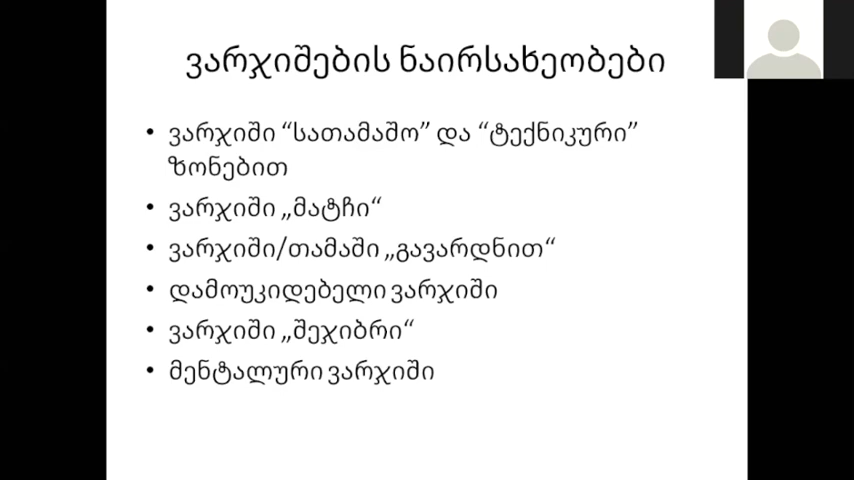 ვარჯიშების ნაირსახეობები
• ვარჯიში “სათამაშო” და “ტექნიკური”
ზონებით
• ვარჯიში „მატჩი“
• ვარჯიში/თამაში „გავარდნით“
• დამოუკიდებელი ვარჯიში
• ვარჯიში „შეჯიბრი“
• მენტალური ვარჯიში